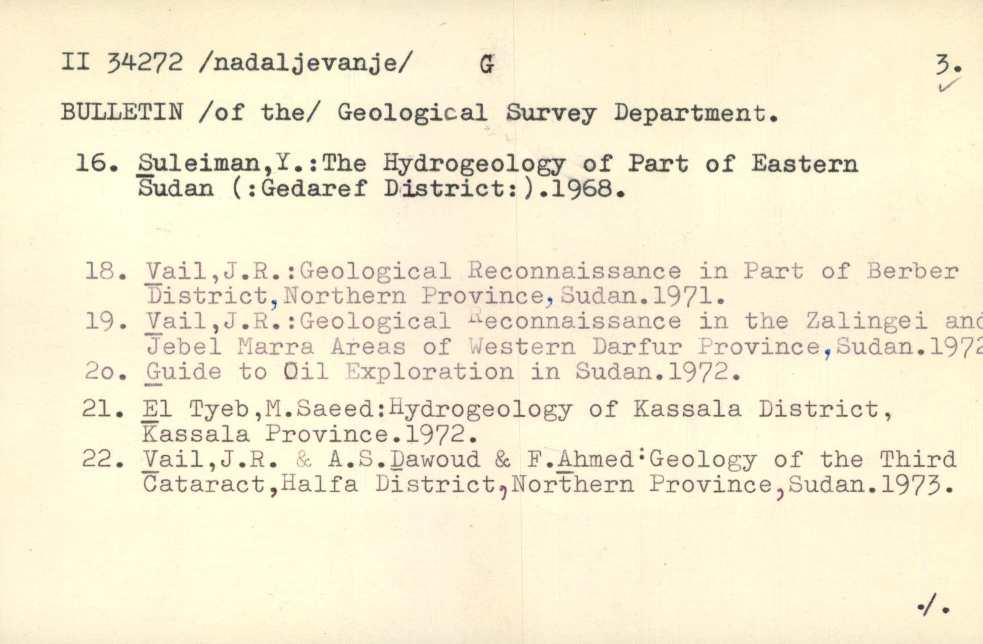 II 34272 /nadaljevanje/ G 3.
BULLETIN /of the/ Geological Survey Department.
16. Suleiman,Y.:The Hydrogeology of Part of Eastern
Sudan (:Gedaref District:).1968.
18. Vail,J.R.:Geological Reconnaissance in Part of Berber
District,Northern Province,Sudan.1971.
19. Vail,J.R.:Geological Reconnaissance in the Zalingei and
Jebel Marra Areas of Western Darfur Province,Sudan.1972
2o. Guide to Oil Exploration in Sudan.1972.
21. El Tyeb,M.Saeed:Hydrogeology of Kassala District,
Kassala Province.1972.
22. Vail,J.R. & A.S.Dawoud & F.Ahmed:Geology of the Third
Cataract,Halfa District,Northern Province,Sudan.1973.
./.